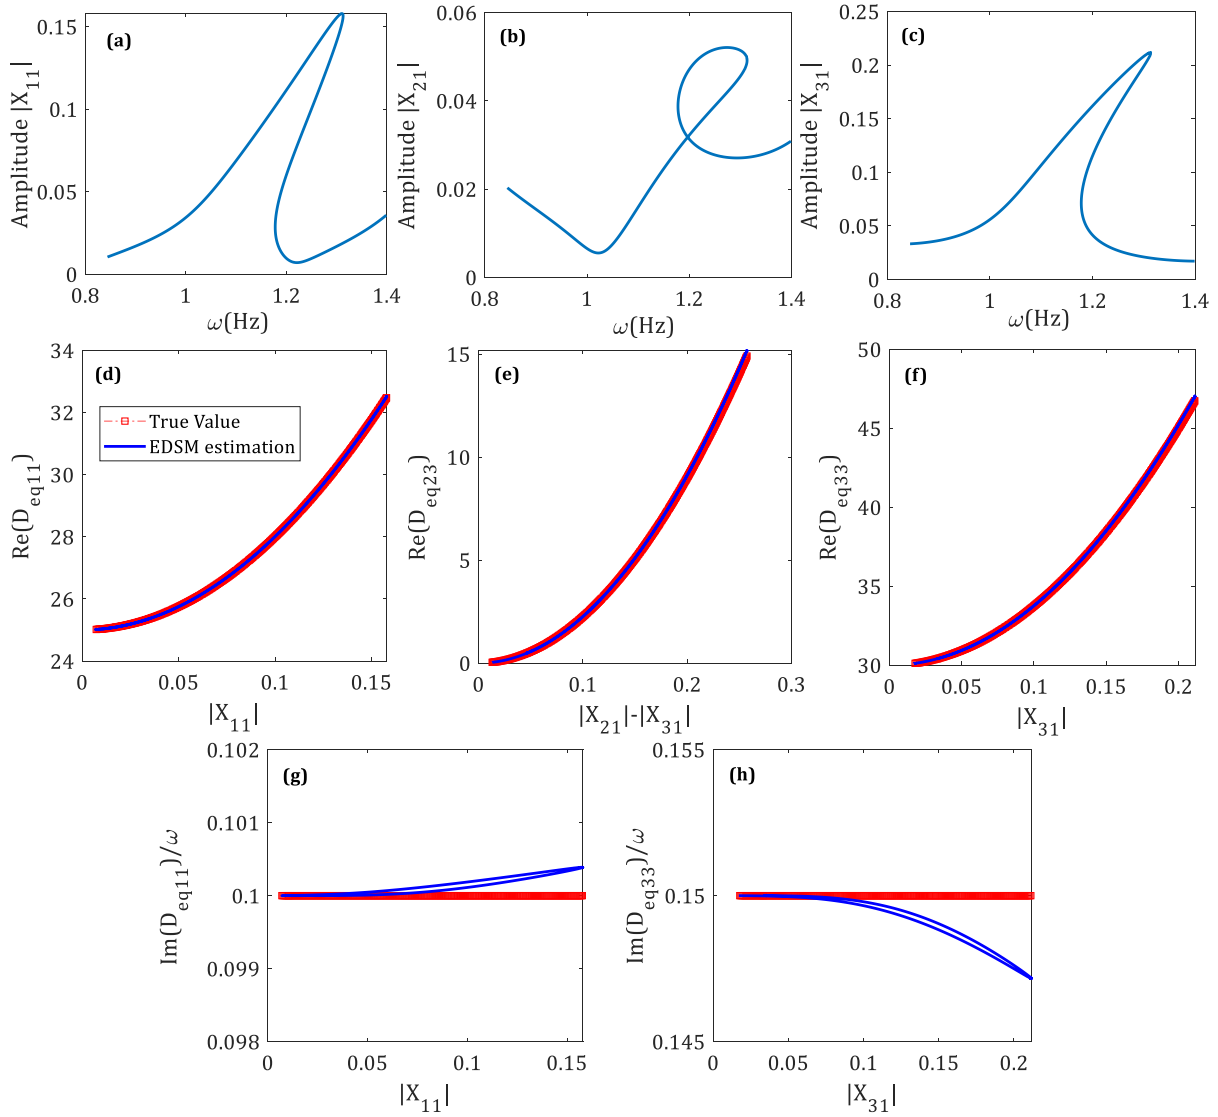 (a)
Amplitude |X11|
0.15
0.1
0.05
0
0.8
1
1.2
1.4
ω(Hz)
(b)
Amplitude |X21|
0.06
0.04
0.02
0
0.8
1
1.2
1.4
ω(Hz)
(c)
Amplitude |X31|
0.25
0.2
0.15
0.1
0.05
0
0.8
1
1.2
1.4
ω(Hz)
(d)
Re(Deq11)
34
32
30
28
26
24
True Value
EDSM estimation
0
0.05
0.1
0.15
|X11|
(e)
Re(Deq23)
15
10
5
0
0
0.1
0.2
0.3
|X21|-|X31|
(f)
Re(Deq33)
50
45
40
35
30
0
0.05
0.1
0.15
0.2
|X31|
(g)
Im(Deq11)/ω
0.102
0.101
0.1
0.099
0.098
0
0.05
0.1
0.15
|X11|
(h)
Im(Deq33)/ω
0.155
0.15
0.145
0
0.05
0.1
0.15
0.2
|X31|